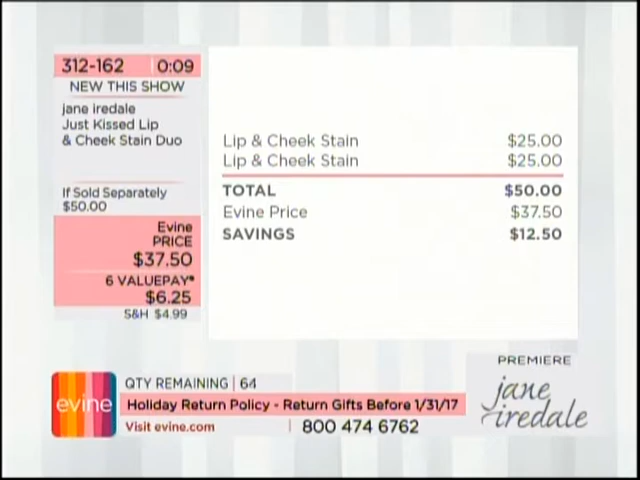 312-162 0:09
NEW THIS SHOW
jane iredale
Just Kissed Lip
& Cheek Stain Duo
If Sold Separately
$50.00
Evine
PRICE
$37.50
6 VALUEPAY®
$6.25
S&H $4.99
Lip & Cheek Stain $25.00
Lip & Cheek Stain $25.00
TOTAL $50.00
Evine Price $37.50
SAVINGS $12.50
evine
QTY REMAINING | 64
Holiday Return Policy - Return Gifts Before 1/31/17
Visit evine.com | 800 474 6762
PREMIERE
jane
iredale